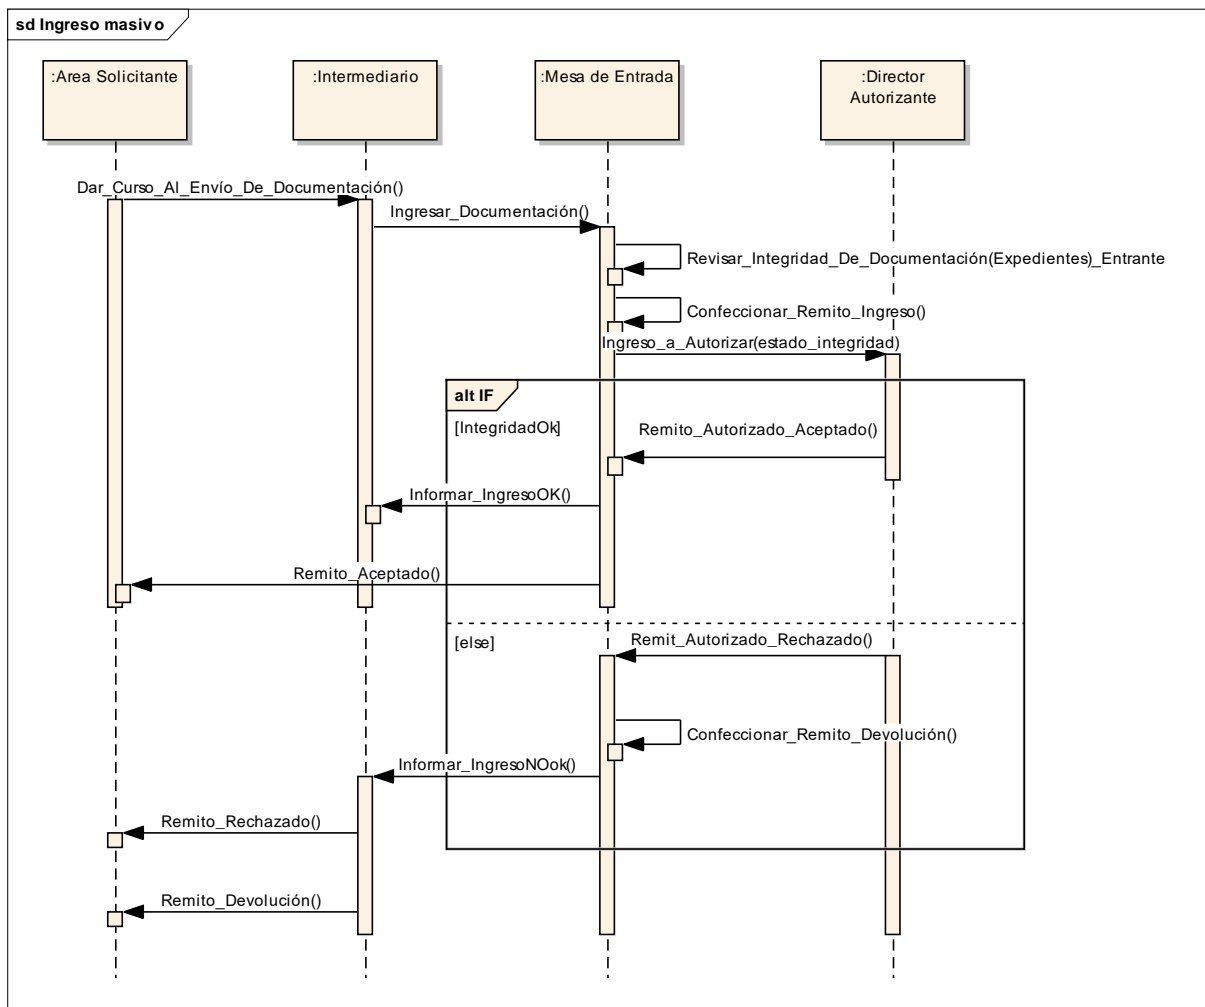 sd Ingreso masivo
:Area Solicitante
:Intermediario
:Mesa de Entrada
:Director
Autorizante
Dar_Curso_Al_Envío_De_Documentación()
Ingresar_Documentación()
Revisar_Integridad_De_Documentación(Expedientes)_Entrante
Confeccionar_Remito_Ingreso()
Ingreso_a_Autorizar(estado_integridad)
alt IF
[IntegridadOk]
Remito_Autorizado_Aceptado()
Informar_IngresoOK()
Remito_Aceptado()
[else]
Remit_Autorizado_Rechazado()
Confeccionar_Remito_Devolución()
Informar_IngresoNOok()
Remito_Rechazado()
Remito_Devolución()